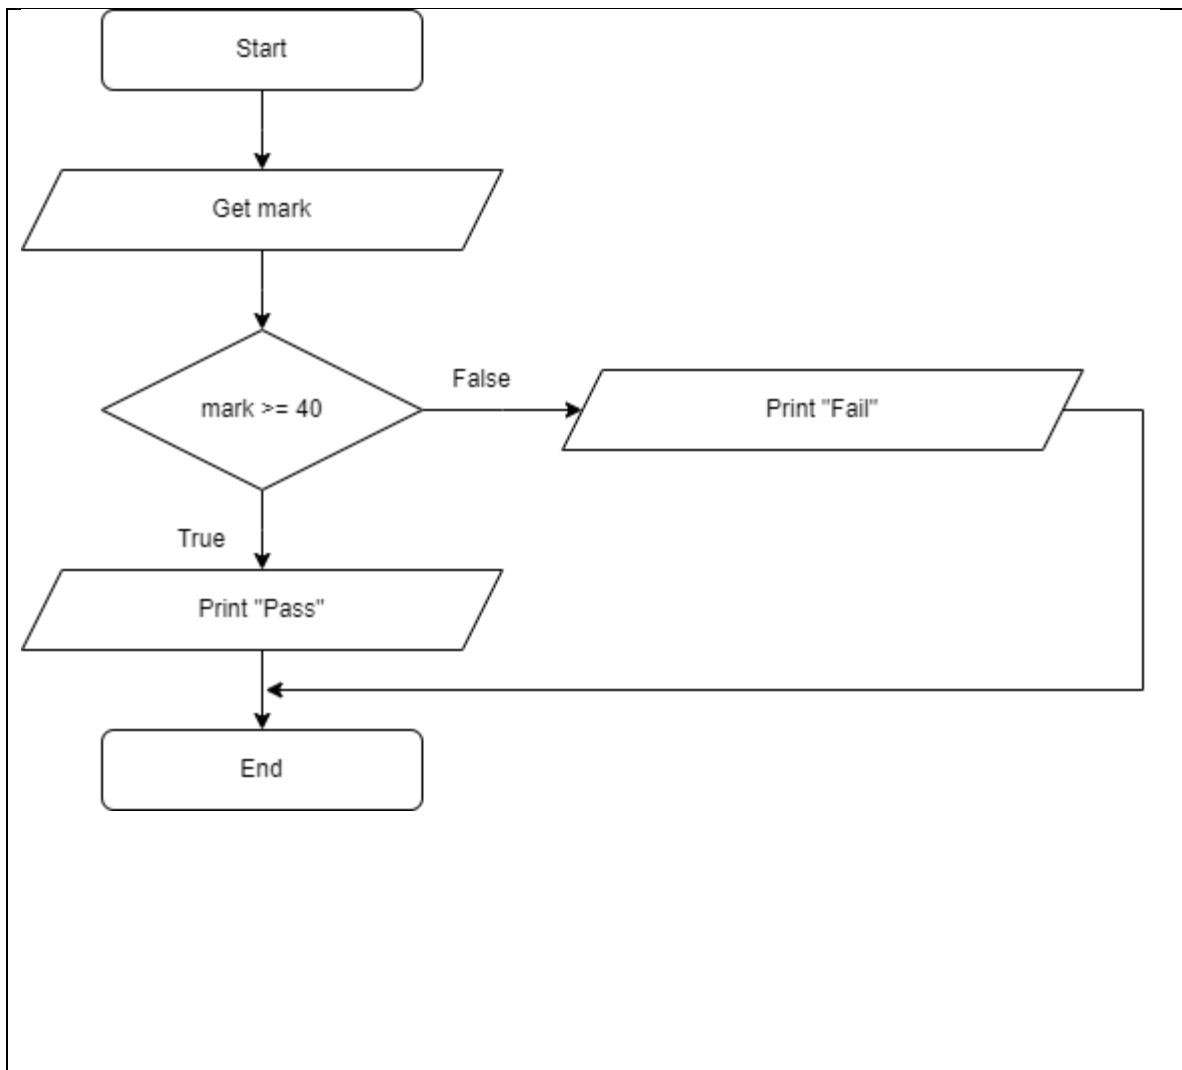 Start
Get mark
mark >= 40
False
Print "Fail"
True
Print "Pass"
End